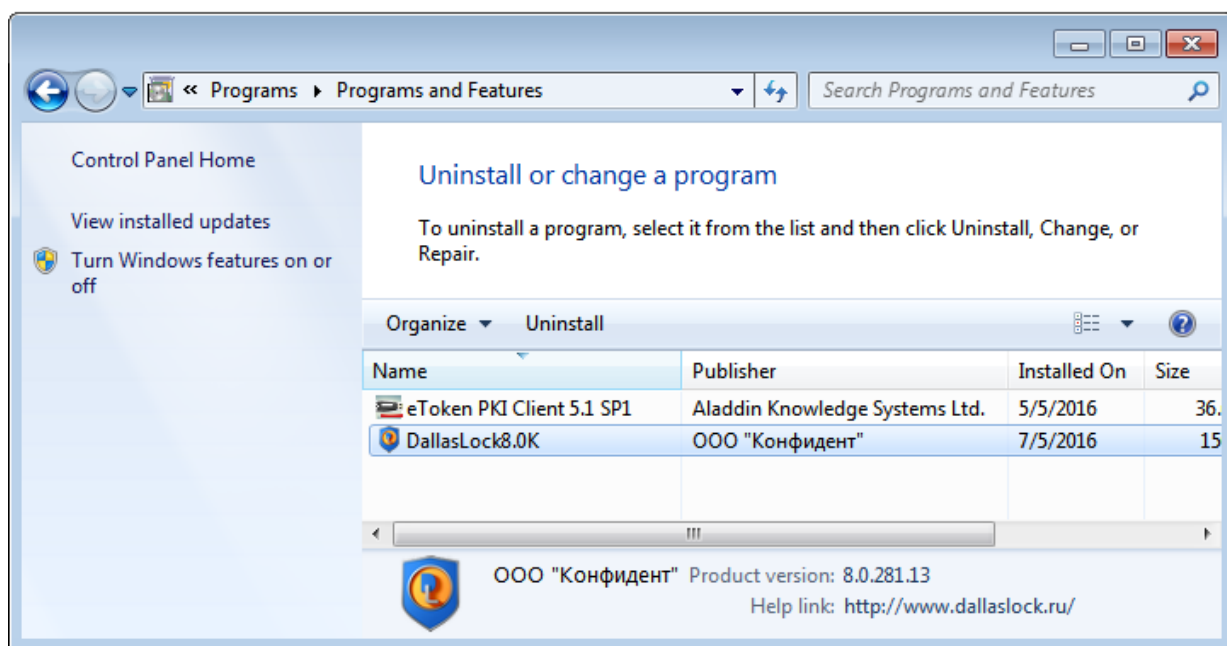 « Programs ▸ Programs and Features
Search Programs and Features
Control Panel Home
View installed updates
Turn Windows features on or
off
Uninstall or change a program
To uninstall a program, select it from the list and then click Uninstall, Change, or
Repair.
Organize Uninstall
Name Publisher Installed On Size
eToken PKI Client 5.1 SP1 Aladdin Knowledge Systems Ltd. 5/5/2016 36.
DallasLock8.0K ООО "Конфидент" 7/5/2016 15
ООО "Конфидент" Product version: 8.0.281.13
Help link: http://www.dallaslock.ru/